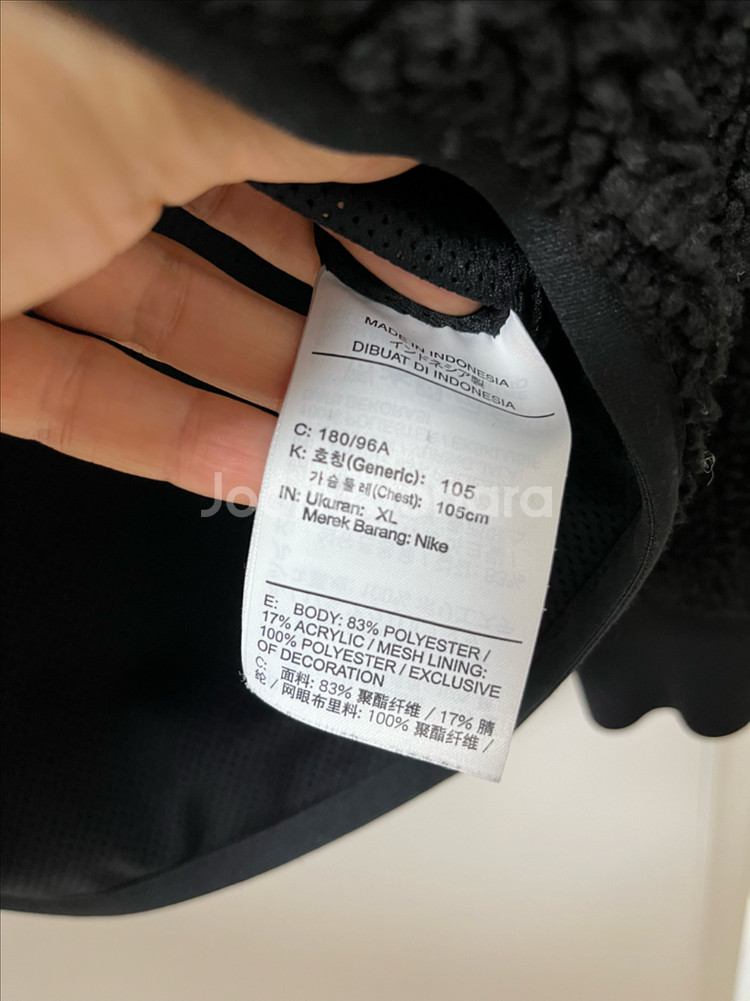 MADE IN INDONESIA
インドネシア製
DIBUAT DI INDONESIA
C: 180/96A
K: 호칭(Generic): 105
가슴둘레(Chest): 105cm
IN: Ukuran: XL
Merek Barang: Nike
E: BODY: 83% POLYESTER /
17% ACRYLIC / MESH LINING:
100% POLYESTER / EXCLUSIVE
OF DECORATION
C: 面料: 83% 聚酯纤维 / 17% 腈
纶 / 网眼布里料: 100% 聚酯纤维 /